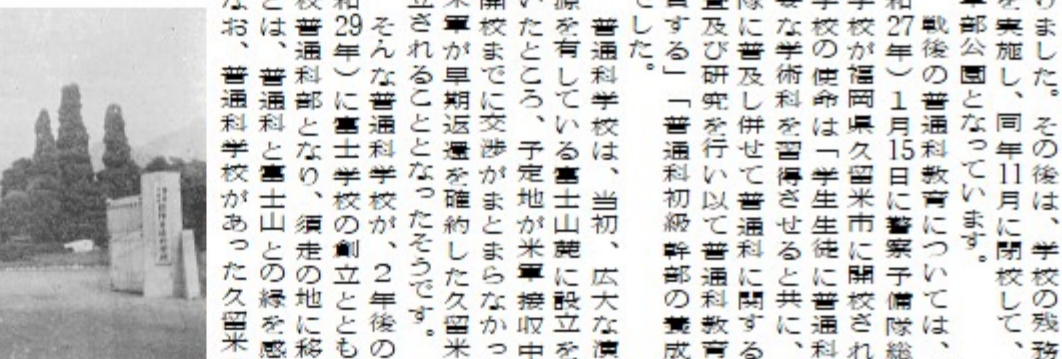 りました。その後は、学校の残務
を実施し、同年11月に閉校して、
部公園となっています。
戦後の普通科教育については、
和27年）１月15日に警察予備隊総
学校が福岡県久留米市に開校され
学校の使命は「学生生徒に普通科
要な学術科を習得させると共に、
隊に普及し併せて普通科に関する
及び研究を行い以て普通科教育
する」「普通科初級幹部の養成
でした。
普通科学校は、当初、広大な演
源を有している富士山麓に設立を
いたところ、予定地が米軍接収中
開校までに交渉がまとまらなかっ
米軍が早期返還を確約した久留米
立されることとなったそうです。
そんな普通科学校が、２年後の
和29年）に富士学校の創立ととも
校普通科部となり、須走の地に移
とは、普通科と富士山との縁を感
なお、普通科学校があった久留米